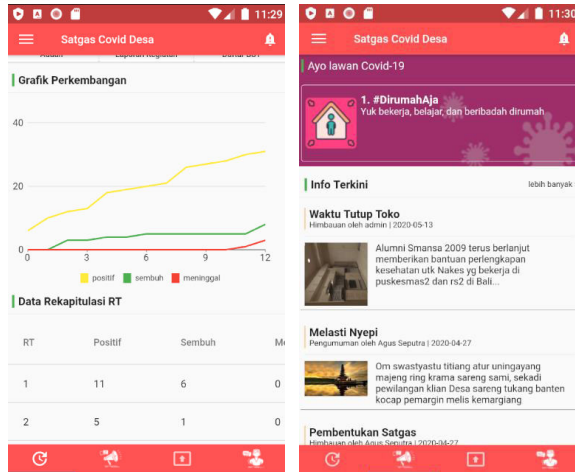 11:29
Satgas Covid Desa
Grafik Perkembangan
40
20
0
0 3 6 9 12
positif sembuh meninggal
Data Rekapitulasi RT
RT Positif Sembuh
1 11 6 0
2 5 1 0
11:30
Satgas Covid Desa
Ayo lawan Covid-19
1. #DirumahAja
Yuk bekerja, belajar, dan beribadah dirumah
Info Terkini lebih banyak
Waktu Tutup Toko
Himbauan oleh admin | 2020-05-13
Alumni Smansa 2009 terus berlanjut
memberikan bantuan perlengkapan
kesehatan utk Nakes yg bekerja di
puskesmas2 dan rs2 di Bali...
Melasti Nyepi
Pengumuman oleh Agus Seputra | 2020-04-27
Om swastyastu titiang atur uningayang
majeng ring krama sareng sami, sekadi
pewilangan klian Desa sareng tukang banten
kocap pemargin melis kemargiang
Pembentukan Satgas
Himbauan oleh Agus Seputra | 2020-04-27